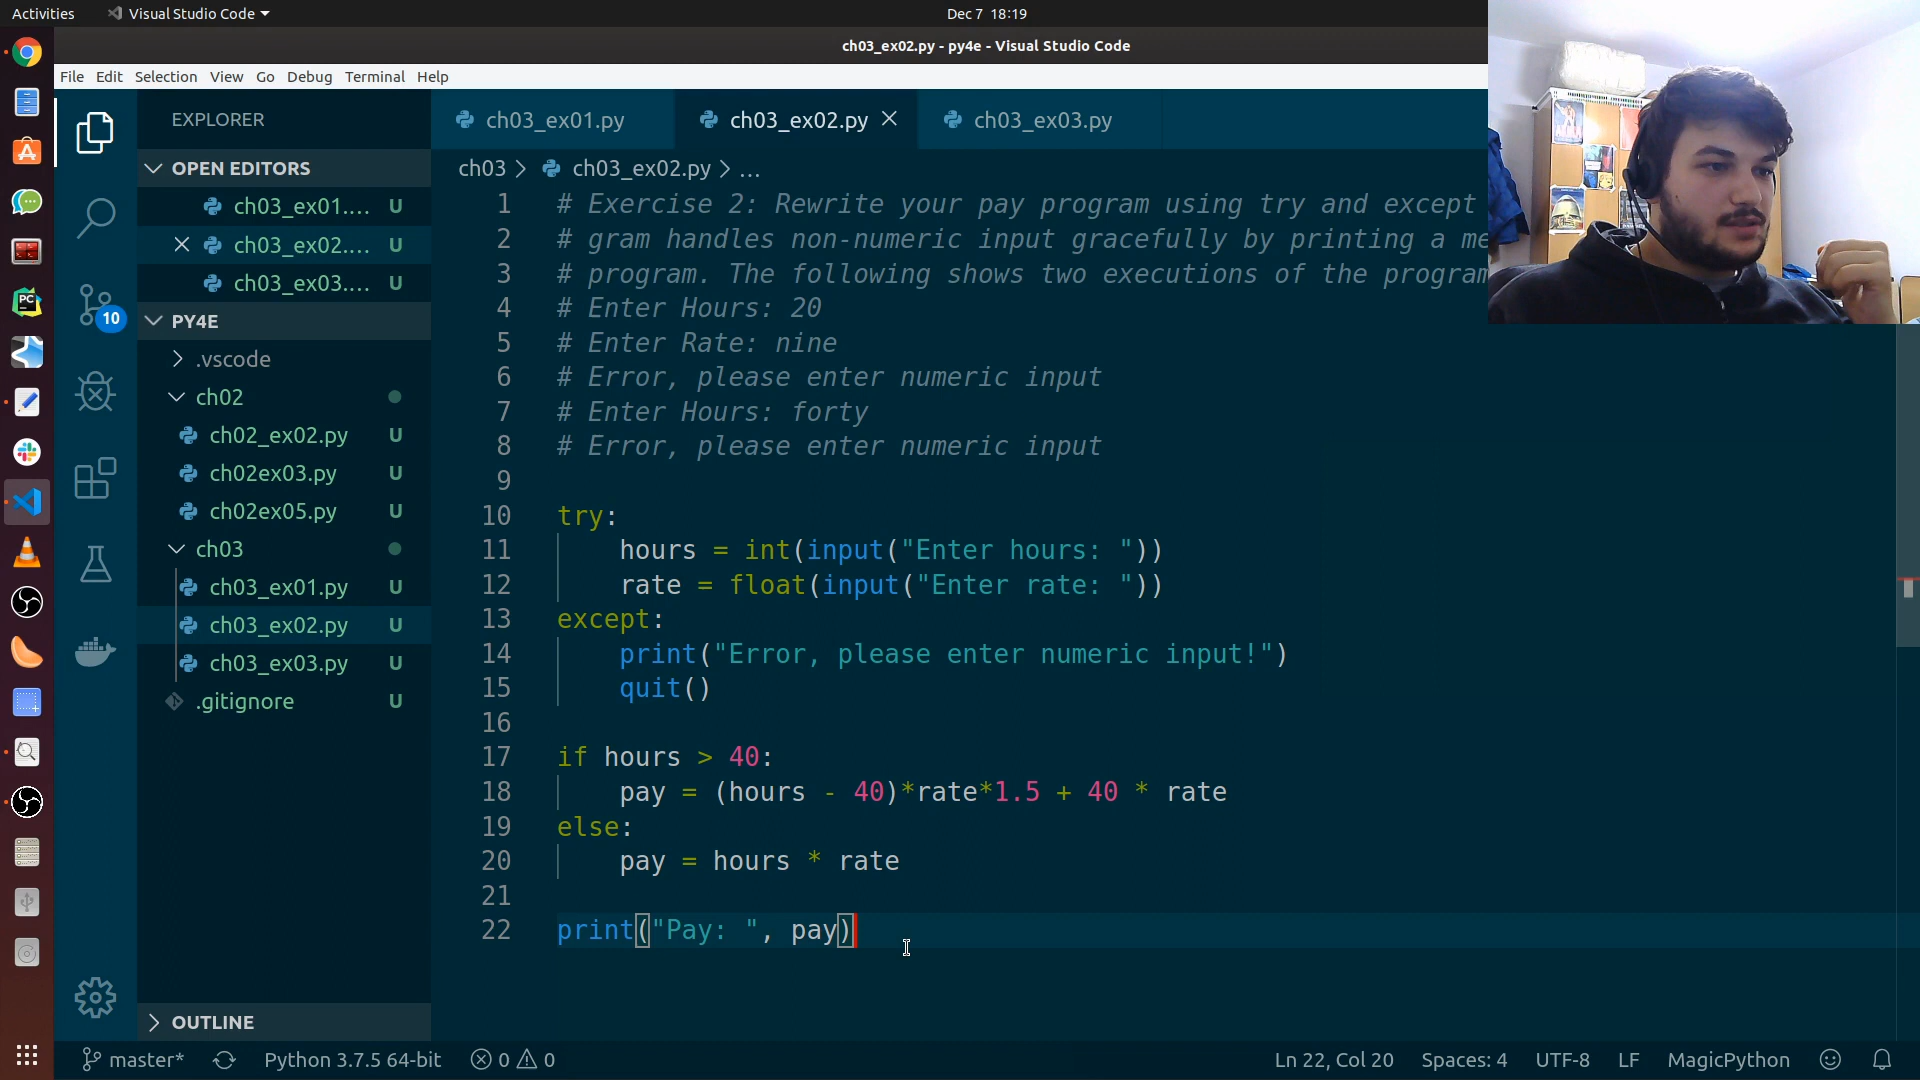 Activities
Visual Studio Code
Dec 7 18:19
ch03_ex02.py - py4e - Visual Studio Code
File Edit Selection View Go Debug Terminal Help
EXPLORER
OPEN EDITORS
ch03_ex01.... U
ch03_ex02.... U
ch03_ex03.... U
10
PY4E
.vscode
ch02
ch02_ex02.py U
ch02ex03.py U
ch02ex05.py U
ch03
ch03_ex01.py U
ch03_ex02.py U
ch03_ex03.py U
.gitignore U
OUTLINE
ch03_ex01.py
ch03_ex02.py
ch03_ex03.py
ch03 > ch03_ex02.py > ...
1 # Exercise 2: Rewrite your pay program using try and except
2 # gram handles non-numeric input gracefully by printing a me
3 # program. The following shows two executions of the program
4 # Enter Hours: 20
5 # Enter Rate: nine
6 # Error, please enter numeric input
7 # Enter Hours: forty
8 # Error, please enter numeric input
9
10 try:
11 hours = int(input("Enter hours: "))
12 rate = float(input("Enter rate: "))
13 except:
14 print("Error, please enter numeric input!")
15 quit()
16
17 if hours > 40:
18 pay = (hours - 40)*rate*1.5 + 40 * rate
19 else:
20 pay = hours * rate
21
22 print("Pay: ", pay)
master* Python 3.7.5 64-bit 0 0 Ln 22, Col 20 Spaces: 4 UTF-8 LF MagicPython